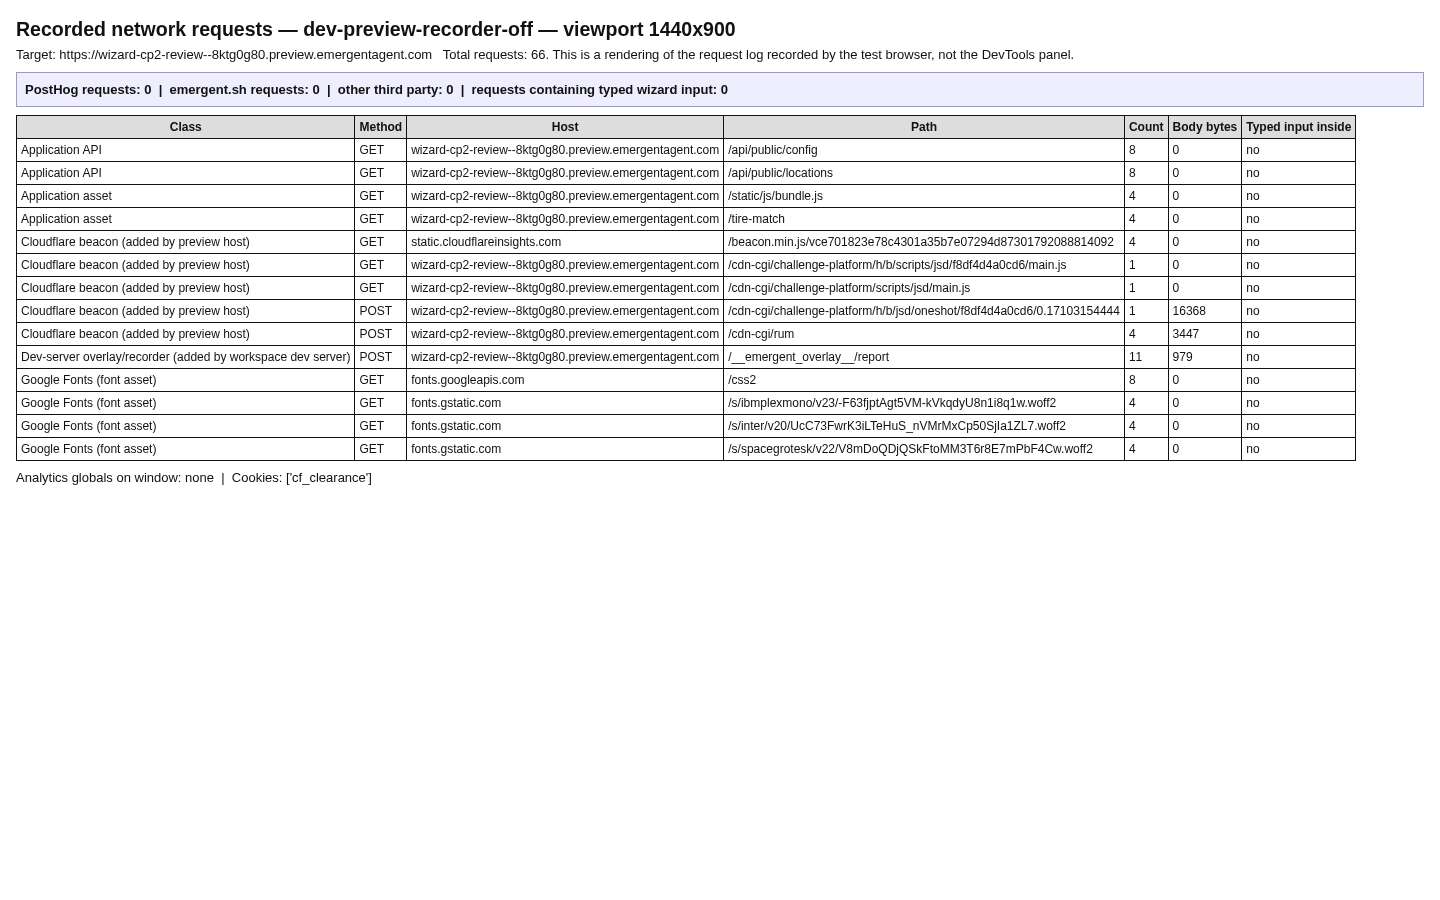 Recorded network requests — dev-preview-recorder-off — viewport 1440x900
Target: https://wizard-cp2-review--8ktg0g80.preview.emergentagent.com Total requests: 66. This is a rendering of the request log recorded by the test browser, not the DevTools panel.
PostHog requests: 0 | emergent.sh requests: 0 | other third party: 0 | requests containing typed wizard input: 0
Class Method Host Path Count Body bytes Typed input inside
Application API GET wizard-cp2-review--8ktg0g80.preview.emergentagent.com /api/public/config 8 0 no
Application API GET wizard-cp2-review--8ktg0g80.preview.emergentagent.com /api/public/locations 8 0 no
Application asset GET wizard-cp2-review--8ktg0g80.preview.emergentagent.com /static/js/bundle.js 4 0 no
Application asset GET wizard-cp2-review--8ktg0g80.preview.emergentagent.com /tire-match 4 0 no
Cloudflare beacon (added by preview host) GET static.cloudflareinsights.com /beacon.min.js/vce701823e78c4301a35b7e07294d87301792088814092 4 0 no
Cloudflare beacon (added by preview host) GET wizard-cp2-review--8ktg0g80.preview.emergentagent.com /cdn-cgi/challenge-platform/h/b/scripts/jsd/f8df4d4a0cd6/main.js 1 0 no
Cloudflare beacon (added by preview host) GET wizard-cp2-review--8ktg0g80.preview.emergentagent.com /cdn-cgi/challenge-platform/scripts/jsd/main.js 1 0 no
Cloudflare beacon (added by preview host) POST wizard-cp2-review--8ktg0g80.preview.emergentagent.com /cdn-cgi/challenge-platform/h/b/jsd/oneshot/f8df4d4a0cd6/0.17103154444 1 16368 no
Cloudflare beacon (added by preview host) POST wizard-cp2-review--8ktg0g80.preview.emergentagent.com /cdn-cgi/rum 4 3447 no
Dev-server overlay/recorder (added by workspace dev server) POST wizard-cp2-review--8ktg0g80.preview.emergentagent.com /__emergent_overlay__/report 11 979 no
Google Fonts (font asset) GET fonts.googleapis.com /css2 8 0 no
Google Fonts (font asset) GET fonts.gstatic.com /s/ibmplexmono/v23/-F63fjptAgt5VM-kVkqdyU8n1i8q1w.woff2 4 0 no
Google Fonts (font asset) GET fonts.gstatic.com /s/inter/v20/UcC73FwrK3iLTeHuS_nVMrMxCp50SjIa1ZL7.woff2 4 0 no
Google Fonts (font asset) GET fonts.gstatic.com /s/spacegrotesk/v22/V8mDoQDjQSkFtoMM3T6r8E7mPbF4Cw.woff2 4 0 no
Analytics globals on window: none | Cookies: ['cf_clearance']